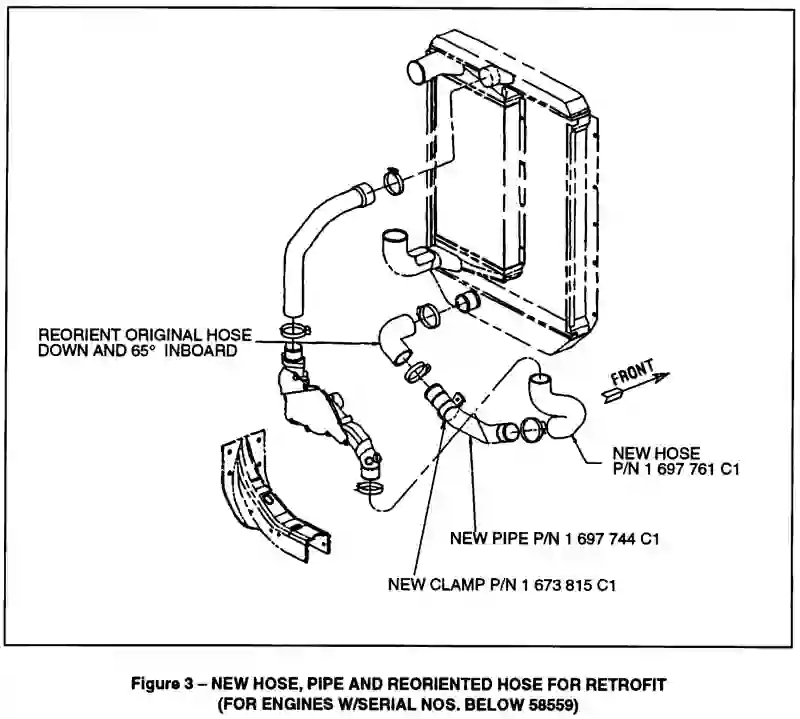 REORIENT ORIGINAL HOSE
DOWN AND 65° INBOARD
FRONT
NEW HOSE
P/N 1 697 761 C1
NEW PIPE P/N 1 697 744 C1
NEW CLAMP P/N 1 673 815 C1
Figure 3 – NEW HOSE, PIPE AND REORIENTED HOSE FOR RETROFIT
(FOR ENGINES W/SERIAL NOS. BELOW 58559)